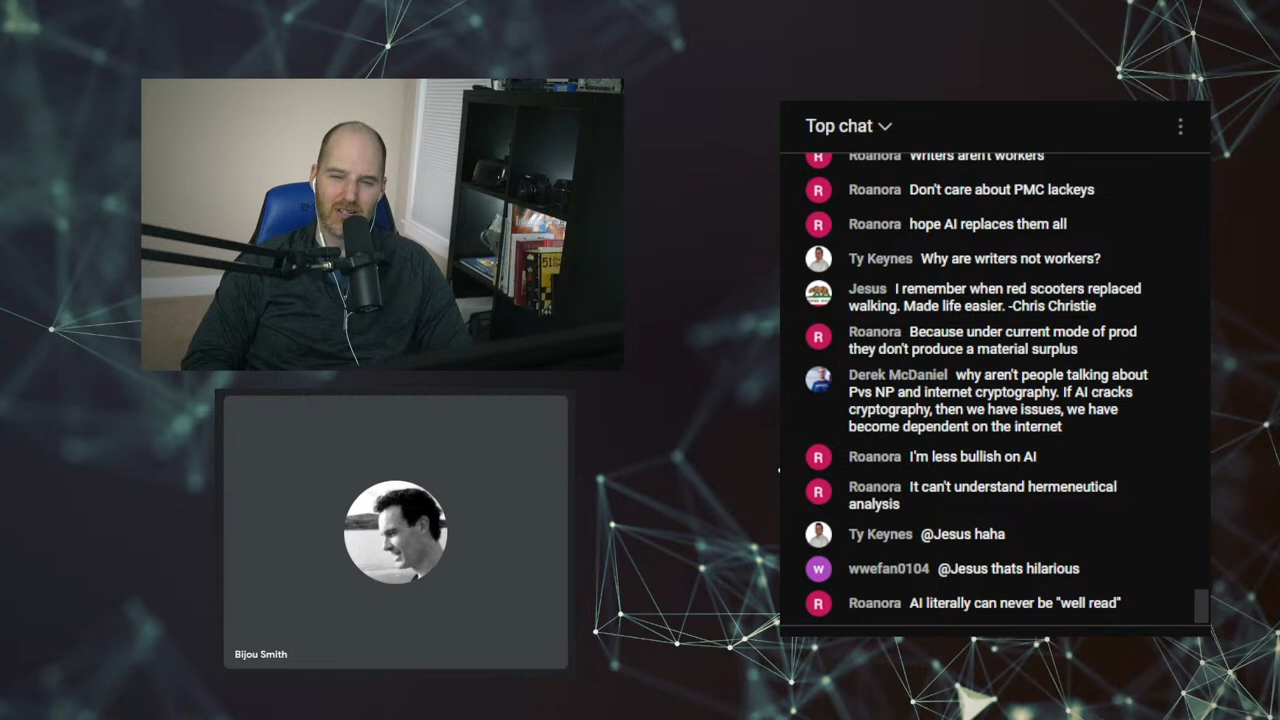 Top chat
Roanora Writers aren't workers
Roanora Don't care about PMC lackeys
Roanora hope AI replaces them all
Ty Keynes Why are writers not workers?
Jesus I remember when red scooters replaced
walking. Made life easier. -Chris Christie
Roanora Because under current mode of prod
they don't produce a material surplus
Derek McDaniel why aren't people talking about
Pvs NP and internet cryptography. If AI cracks
cryptography, then we have issues, we have
become dependent on the internet
Roanora I'm less bullish on AI
Roanora It can't understand hermeneutical
analysis
Ty Keynes @Jesus haha
wwefan0104 @Jesus thats hilarious
Roanora AI literally can never be "well read"
R
R
R
R
R
R
W
R
51
Bijou Smith